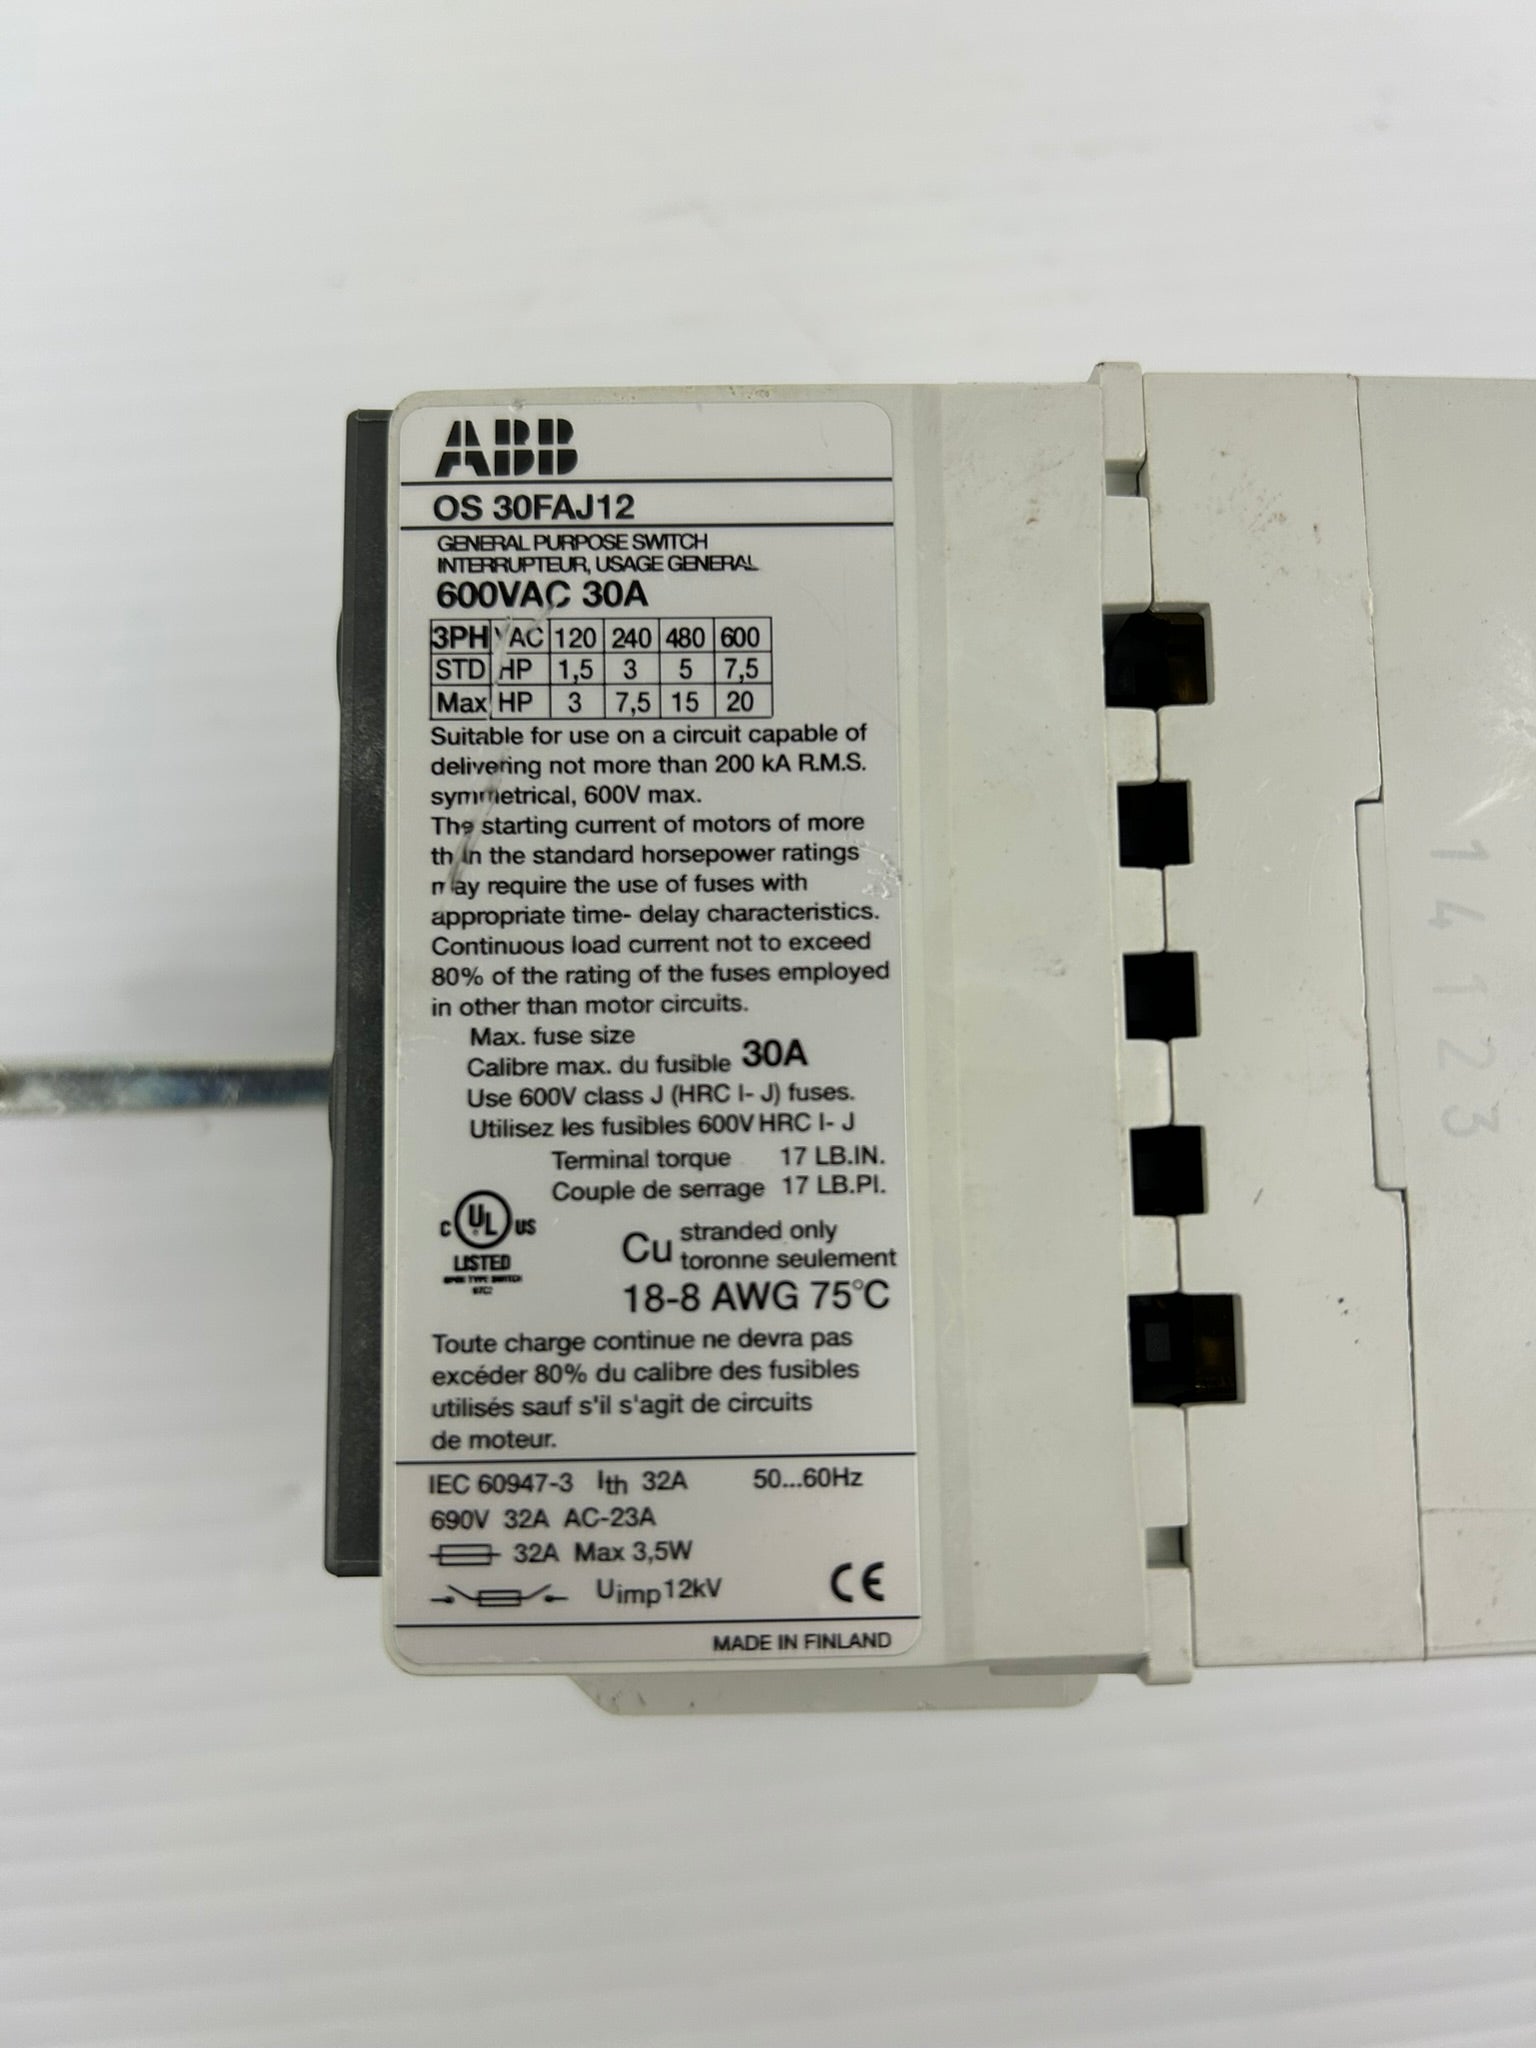 ABB
OS 30FAJ12
GENERAL PURPOSE SWITCH
INTERRUPTEUR, USAGE GENERAL
600VAC 30A
3PH VAC 120 240 480 600
STD HP 1,5 3 5 7,5
Max HP 3 7,5 15 20
Suitable for use on a circuit capable of
delivering not more than 200 kA R.M.S.
symmetrical, 600V max.
The starting current of motors of more
than the standard horsepower ratings
may require the use of fuses with
appropriate time- delay characteristics.
Continuous load current not to exceed
80% of the rating of the fuses employed
in other than motor circuits.
Max. fuse size
Calibre max. du fusible 30A
Use 600V class J (HRC I- J) fuses.
Utilisez les fusibles 600V HRC I- J
Terminal torque 17 LB.IN.
Couple de serrage 17 LB.PI.
C UL US
LISTED
OPEN TYPE SWITCH
Cu stranded only
toronne seulement
18-8 AWG 75°C
Toute charge continue ne devra pas
excéder 80% du calibre des fusibles
utilisés sauf s'il s'agit de circuits
de moteur.
IEC 60947-3 Ith 32A 50...60Hz
690V 32A AC-23A
32A Max 3,5W
Uimp 12kV CE
MADE IN FINLAND
14123